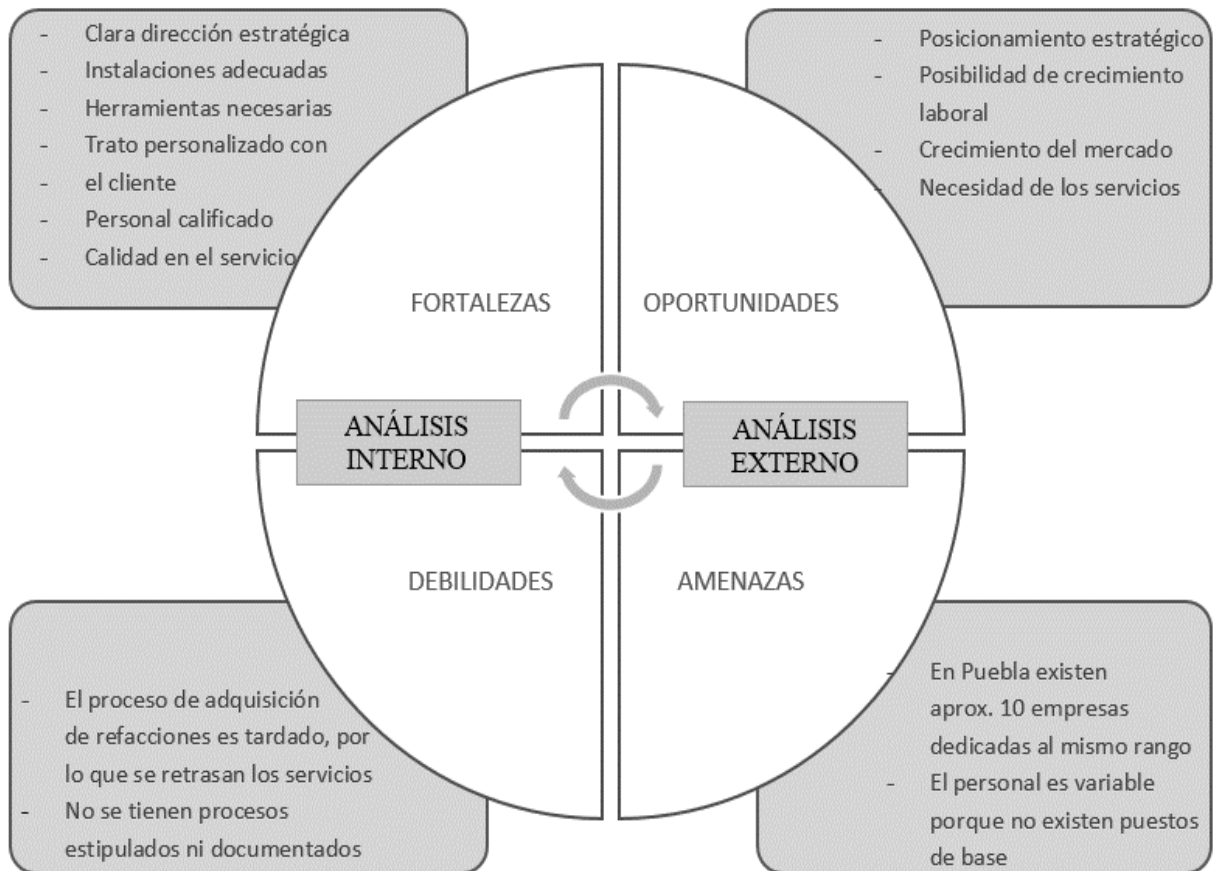 - Clara dirección estratégica
- Instalaciones adecuadas
- Herramientas necesarias
- Trato personalizado con
- el cliente
- Personal calificado
- Calidad en el servicio
- Posicionamiento estratégico
- Posibilidad de crecimiento
laboral
- Crecimiento del mercado
- Necesidad de los servicios
FORTALEZAS
OPORTUNIDADES
ANÁLISIS
INTERNO
ANÁLISIS
EXTERNO
DEBILIDADES
AMENAZAS
- El proceso de adquisición
de refacciones es tardado, por
lo que se retrasan los servicios
- No se tienen procesos
estipulados ni documentados
- En Puebla existen
aprox. 10 empresas
dedicadas al mismo rango
- El personal es variable
porque no existen puestos
de base